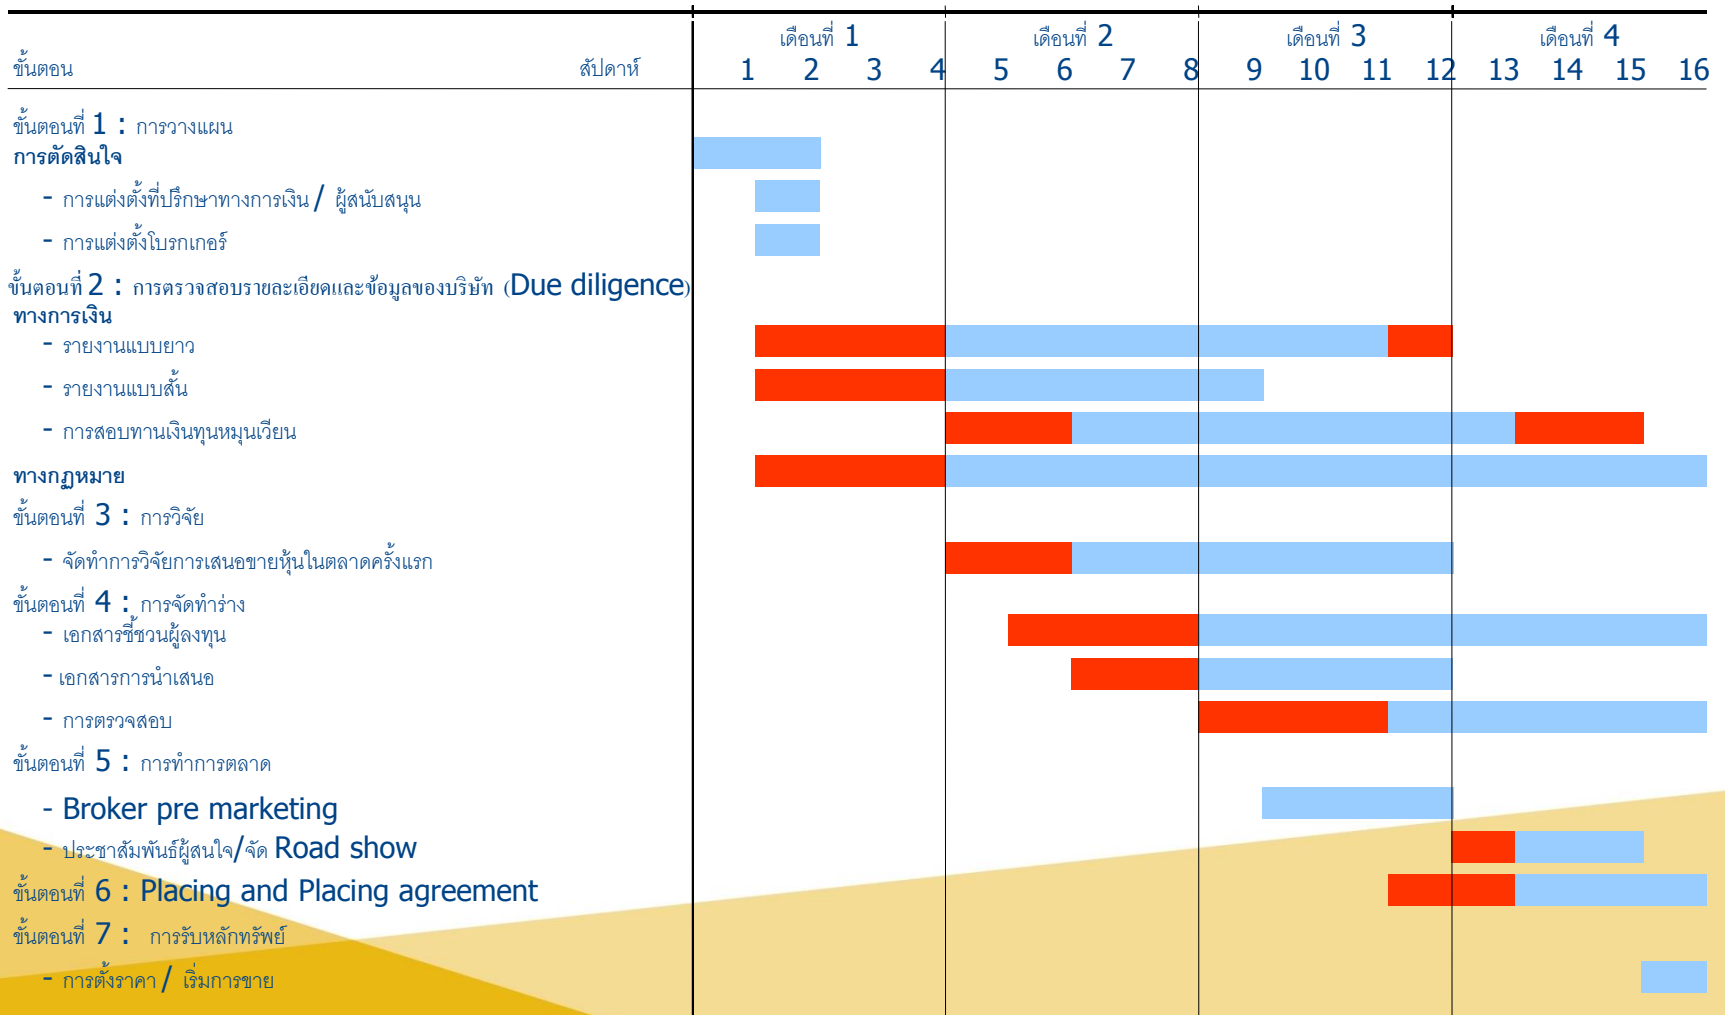 เดือนที่ 1 เดือนที่ 2 เดือนที่ 3 เดือนที่ 4
ขั้นตอน สัปดาห์ 1 2 3 4 5 6 7 8 9 10 11 12 13 14 15 16
ขั้นตอนที่ 1 : การวางแผน
การตัดสินใจ
- การแต่งตั้งที่ปรึกษาทางการเงิน / ผู้สนับสนุน
- การแต่งตั้งโบรกเกอร์
ขั้นตอนที่ 2 : การตรวจสอบรายละเอียดและข้อมูลของบริษัท (Due diligence)
ทางการเงิน
- รายงานแบบยาว
- รายงานแบบสั้น
- การสอบทานเงินทุนหมุนเวียน
ทางกฏหมาย
ขั้นตอนที่ 3 : การวิจัย
- จัดทำการวิจัยการเสนอขายหุ้นในตลาดครั้งแรก
ขั้นตอนที่ 4 : การจัดทำร่าง
- เอกสารชี้ชวนผู้ลงทุน
- เอกสารการนำเสนอ
- การตรวจสอบ
ขั้นตอนที่ 5 : การทำการตลาด
- Broker pre marketing
- ประชาสัมพันธ์ผู้สนใจ/จัด Road show
ขั้นตอนที่ 6 : Placing and Placing agreement
ขั้นตอนที่ 7 : การรับหลักทรัพย์
- การตั้งราคา / เริ่มการขาย